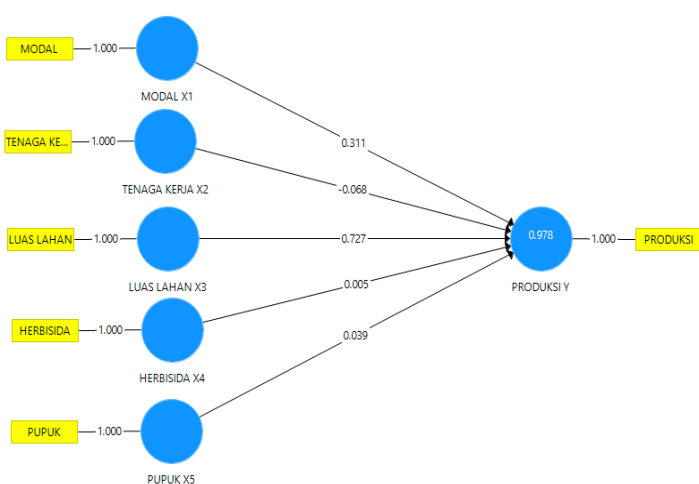 MODAL
1.000
MODAL X1
0.311
TENAGA KE...
1.000
TENAGA KERJA X2
-0.068
LUAS LAHAN
1.000
LUAS LAHAN X3
0.727
0.978
1.000
PRODUKSI
PRODUKSI Y
HERBISIDA
1.000
HERBISIDA X4
0.005
PUPUK
1.000
PUPUK X5
0.039